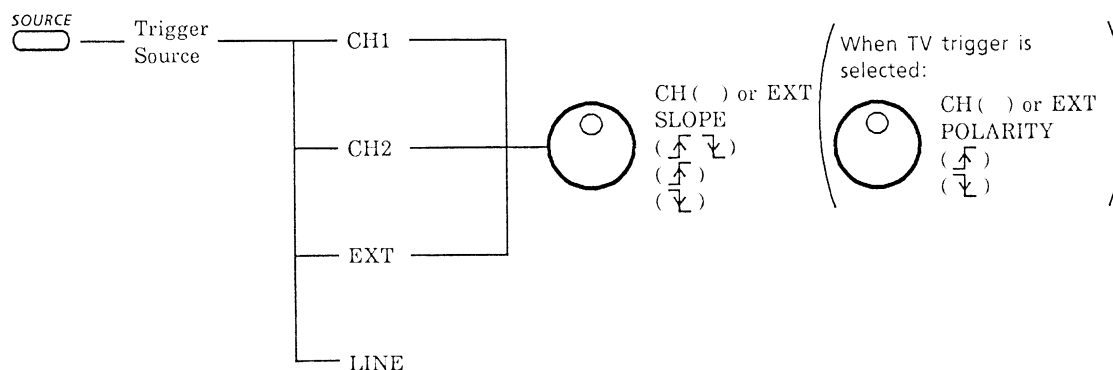 SOURCE
Trigger
Source
CH1
CH2
EXT
LINE
CH( ) or EXT
SLOPE
( )
( )
( )
When TV trigger is
selected:
CH( ) or EXT
POLARITY
( )
( )